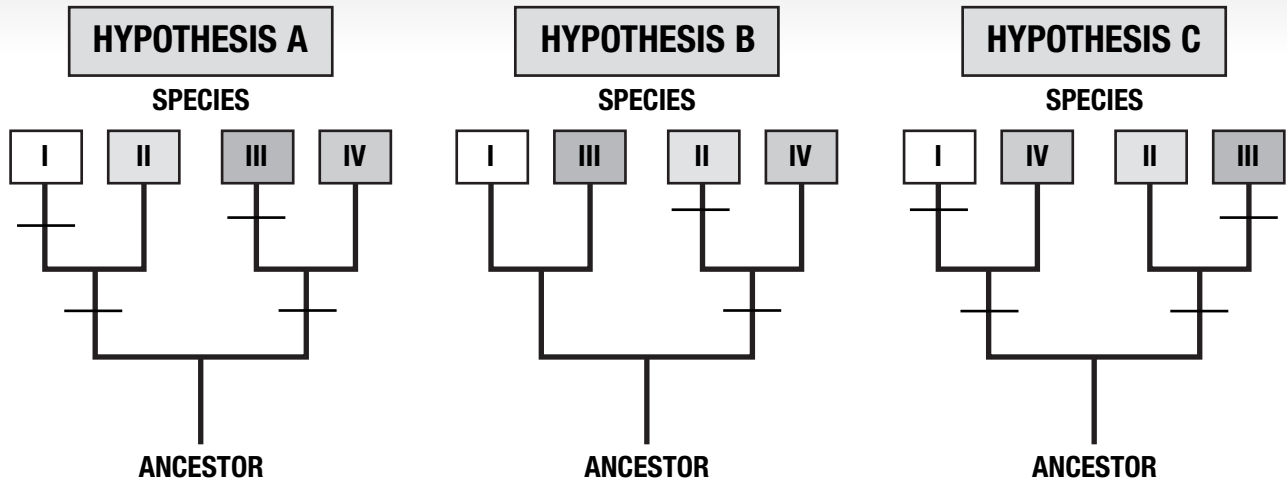 HYPOTHESIS A
SPECIES
I II III IV
ANCESTOR
HYPOTHESIS B
SPECIES
I III II IV
ANCESTOR
HYPOTHESIS C
SPECIES
I IV II III
ANCESTOR